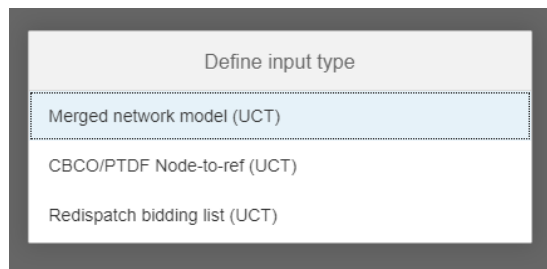 Define input type
Merged network model (UCT)
CBCO/PTDF Node-to-ref (UCT)
Redispatch bidding list (UCT)